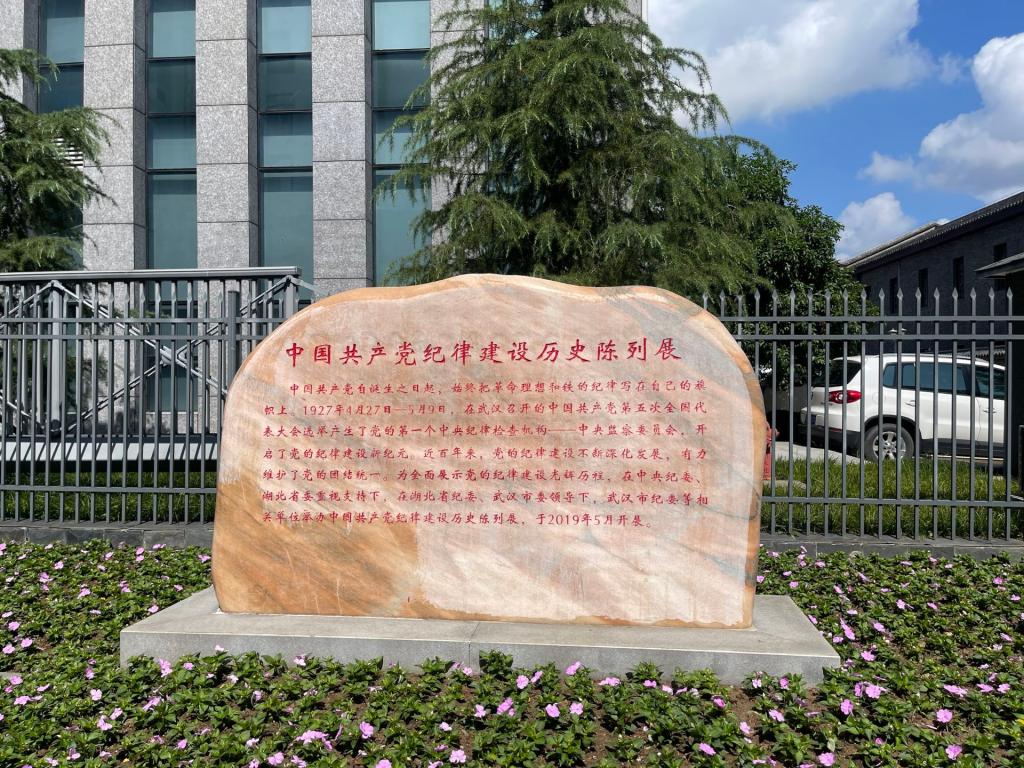 中国共产党纪律建设历史陈列展
中国共产党自诞生之日起，始终把革命理想和铁的纪律写在自己的旗
帜上。1927年4月27日—5月9日，在武汉召开的中国共产党第五次全国代
表大会选举产生了党的第一个中央纪律检查机构——中央监察委员会，开
启了党的纪律建设新纪元。近百年来，党的纪律建设不断深化发展，有力
维护了党的团结统一。为全面展示党的纪律建设光辉历程，在中央纪委、
湖北省委重视支持下，在湖北省纪委、武汉市委领导下，武汉市纪委等相
关单位举办中国共产党纪律建设历史陈列展，于2019年5月开展。